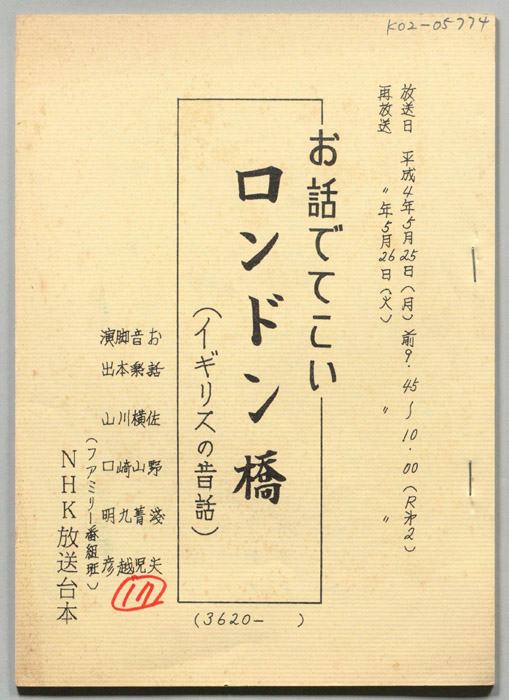 K02-05774
放送日 平成4年5月25日(月)前9.45〜10.00(R第2)
再放送 〃年5月26日(火) 〃 〃
お話でてこい
ロンドン橋
(イギリスの昔話)
お話 佐野浅夫
音楽 横山菁児
脚本 川崎九越
演出 山口明彦
(ファミリー番組班)
NHK放送台本
17
(3620- )